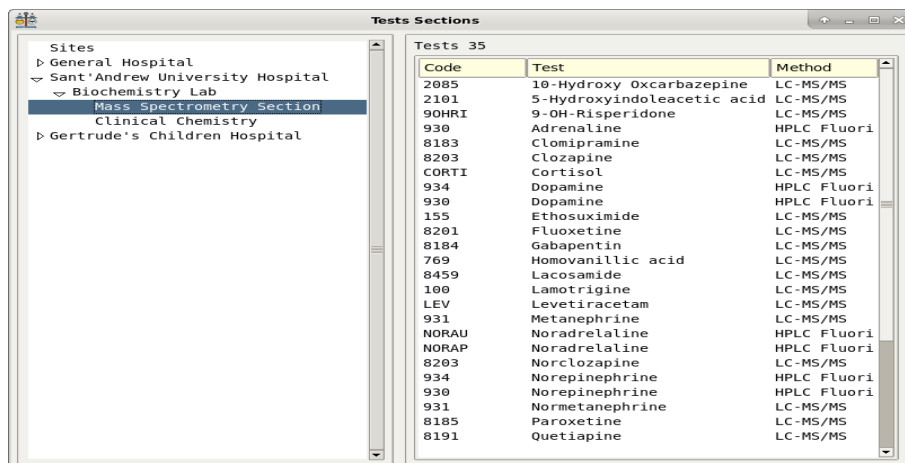 Tests Sections
Sites
General Hospital
Sant'Andrew University Hospital
Biochemistry Lab
Mass Spectrometry Section
Clinical Chemistry
Gertrude's Children Hospital
Tests 35
Code Test Method
2085 10-Hydroxy Oxcarbazepine LC-MS/MS
2101 5-Hydroxyindoleacetic acid LC-MS/MS
9OHRI 9-OH-Risperidone LC-MS/MS
930 Adrenaline HPLC Fluori
8183 Clomipramine LC-MS/MS
8203 Clozapine LC-MS/MS
CORTI Cortisol LC-MS/MS
934 Dopamine HPLC Fluori
930 Dopamine HPLC Fluori
155 Ethosuximide LC-MS/MS
8201 Fluoxetine LC-MS/MS
8184 Gabapentin LC-MS/MS
769 Homovanillic acid LC-MS/MS
8459 Lacosamide LC-MS/MS
100 Lamotrigine LC-MS/MS
LEV Levetiracetam LC-MS/MS
931 Metanephrine LC-MS/MS
NORAU Noradrelaline HPLC Fluori
NORAP Noradrelaline HPLC Fluori
8203 Norclozapine LC-MS/MS
934 Norepinephrine HPLC Fluori
930 Norepinephrine HPLC Fluori
931 Normetanephrine LC-MS/MS
8185 Paroxetine LC-MS/MS
8191 Quetiapine LC-MS/MS